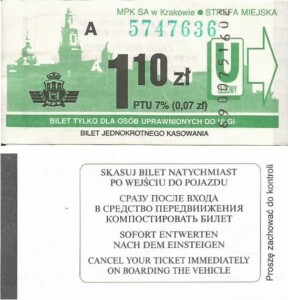 MPK SA w Krakowie • STREFA MIEJSKA
A 5747636
1 10 zł
U
PTU 7% (0,07 zł)
BILET TYLKO DLA OSÓB UPRAWNIONYCH DO ULGI
BILET JEDNOKROTNEGO KASOWANIA
SKASUJ BILET NATYCHMIAST
PO WEJŚCIU DO POJAZDU
СРАЗУ ПОСЛЕ ВХОДА
В СРЕДСТВО ПЕРЕДВИЖЕНИЯ
КОМПОСТИРОВАТЬ БИЛЕТ
SOFORT ENTWERTEN
NACH DEM EINSTEIGEN
CANCEL YOUR TICKET IMMEDIATELY
ON BOARDING THE VEHICLE
Proszę zachować do kontroli